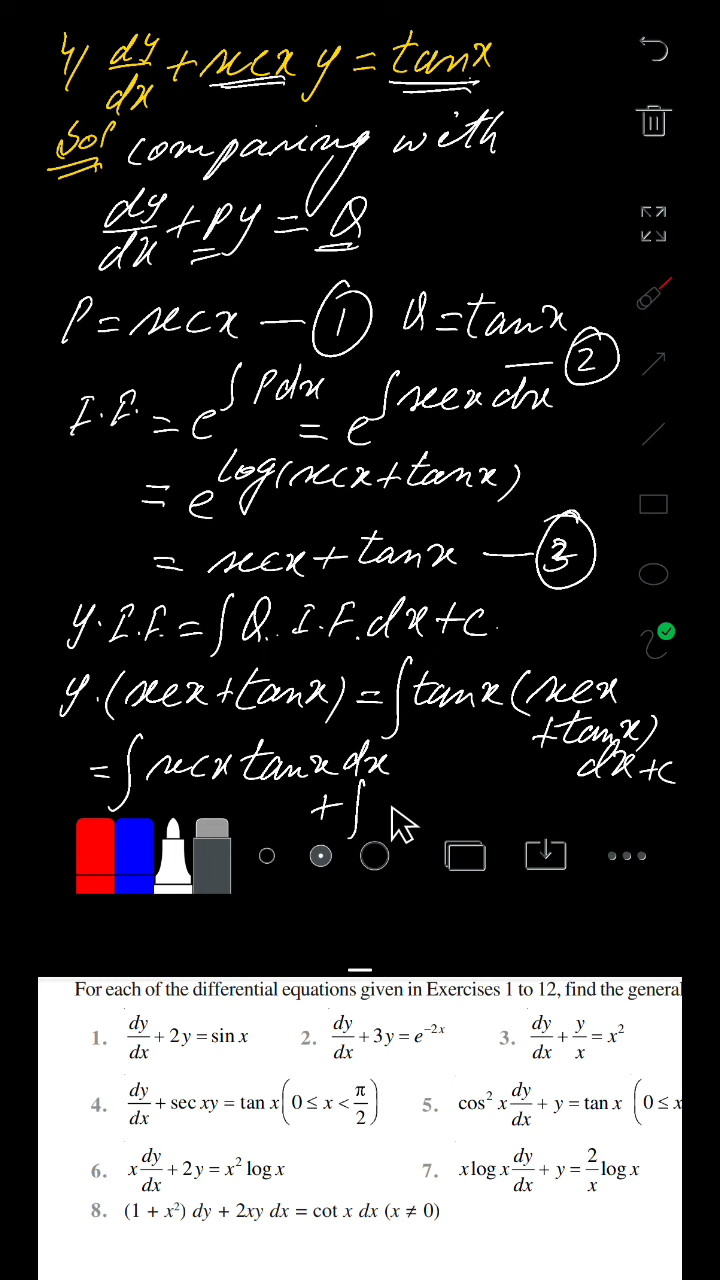 4) dy/dx + secx y = tanx
Sol comparing with
dy/dx + py = Q
P = secx — ① Q = tanx — ②
I.F. = e^∫Pdx = e^∫secx dx
= e^log(secx+tanx)
= secx + tanx — ③
y. I.F. = ∫Q. I.F. dx + c.
y.(secx+tanx) = ∫tanx(secx
+tanx)
dx+c
= ∫secx tanx dx
+ ∫
For each of the differential equations given in Exercises 1 to 12, find the general
1. dy/dx + 2y = sin x 2. dy/dx + 3y = e^−2x 3. dy/dx + y/x = x²
4. dy/dx + sec xy = tan x (0 ≤ x < π/2) 5. cos² x dy/dx + y = tan x (0 ≤ x
6. x dy/dx + 2y = x² log x 7. x log x dy/dx + y = 2/x log x
8. (1 + x²) dy + 2xy dx = cot x dx (x ≠ 0)